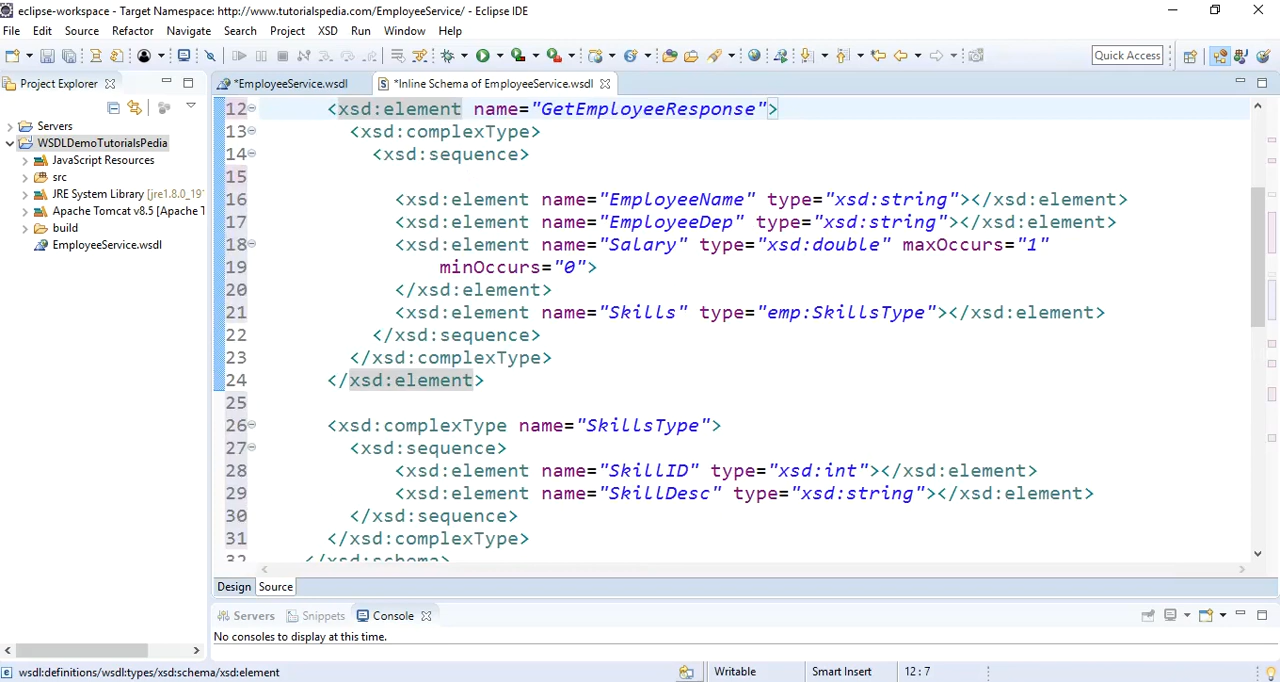 eclipse-workspace - Target Namespace: http://www.tutorialspedia.com/EmployeeService/ - Eclipse IDE
File Edit Source Refactor Navigate Search Project XSD Run Window Help
Quick Access
Project Explorer
*EmployeeService.wsdl
*Inline Schema of EmployeeService.wsdl
Servers
WSDLDemoTutorialsPedia
JavaScript Resources
src
JRE System Library [jre1.8.0_19
Apache Tomcat v8.5 [Apache T
build
EmployeeService.wsdl
12 <xsd:element name="GetEmployeeResponse">
13 <xsd:complexType>
14 <xsd:sequence>
15
16 <xsd:element name="EmployeeName" type="xsd:string"></xsd:element>
17 <xsd:element name="EmployeeDep" type="xsd:string"></xsd:element>
18 <xsd:element name="Salary" type="xsd:double" maxOccurs="1"
19 minOccurs="0">
20 </xsd:element>
21 <xsd:element name="Skills" type="emp:SkillsType"></xsd:element>
22 </xsd:sequence>
23 </xsd:complexType>
24 </xsd:element>
25
26 <xsd:complexType name="SkillsType">
27 <xsd:sequence>
28 <xsd:element name="SkillID" type="xsd:int"></xsd:element>
29 <xsd:element name="SkillDesc" type="xsd:string"></xsd:element>
30 </xsd:sequence>
31 </xsd:complexType>
32 </xsd:schema>
Design Source
Servers Snippets Console
No consoles to display at this time.
wsdl:definitions/wsdl:types/xsd:schema/xsd:element
Writable
Smart Insert
12 : 7